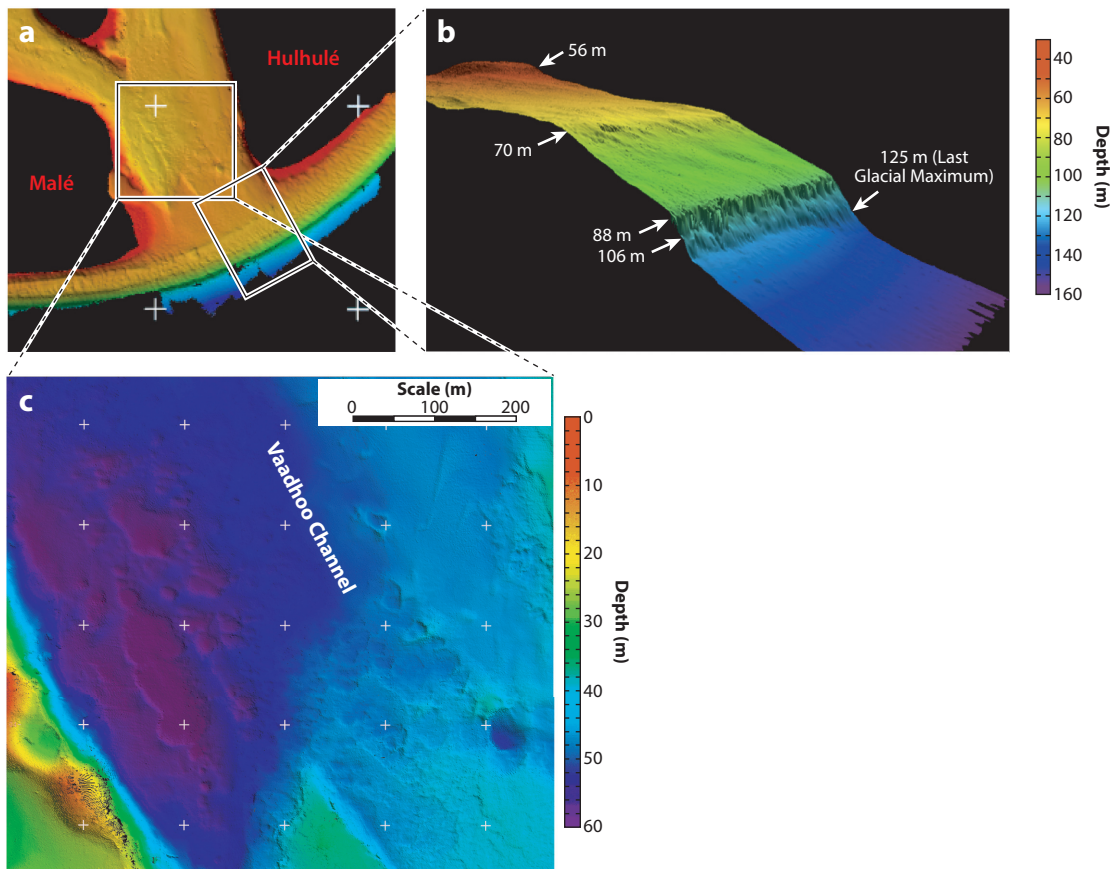 a
Hulhulé
Malé
b
56 m
70 m
125 m (Last
Glacial Maximum)
88 m
106 m
40
60
80
100
120
140
160
Depth (m)
c
Scale (m)
0 100 200
Vaadhoo Channel
0
10
20
30
40
50
60
Depth (m)